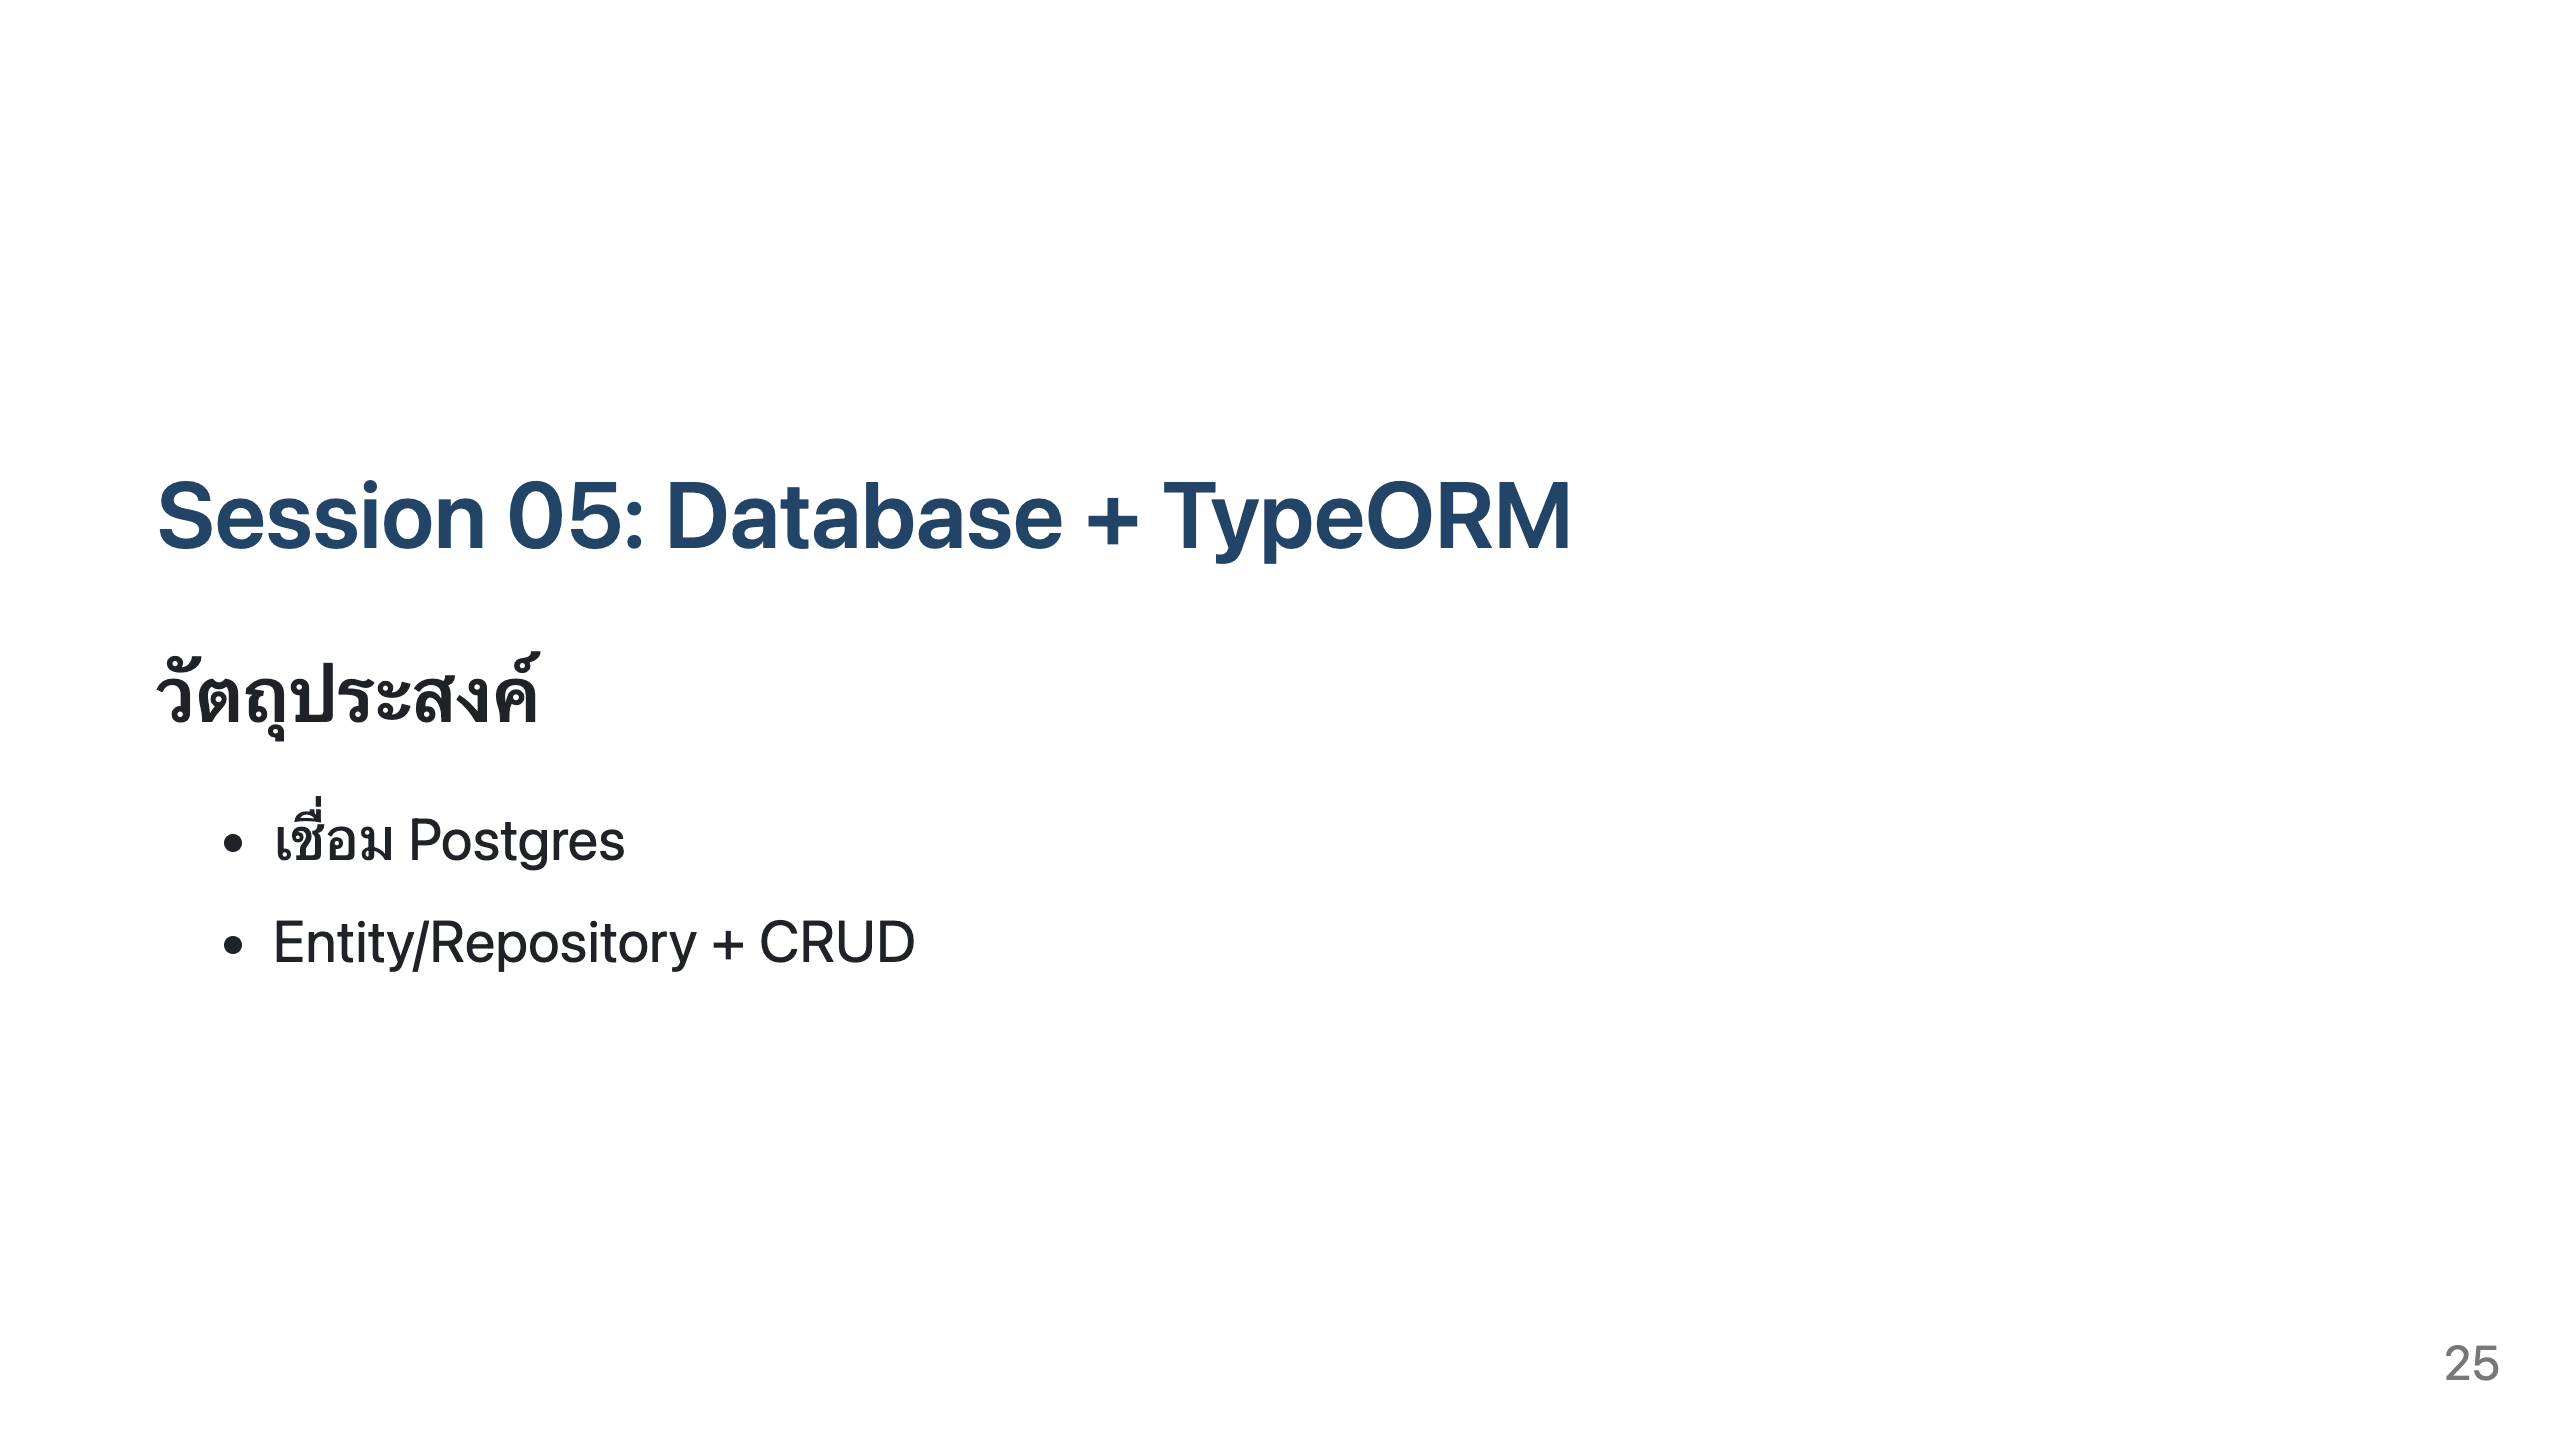 Session 05: Database + TypeORM
วัตถุประสงค์
• เชื่อม Postgres
• Entity/Repository + CRUD
25